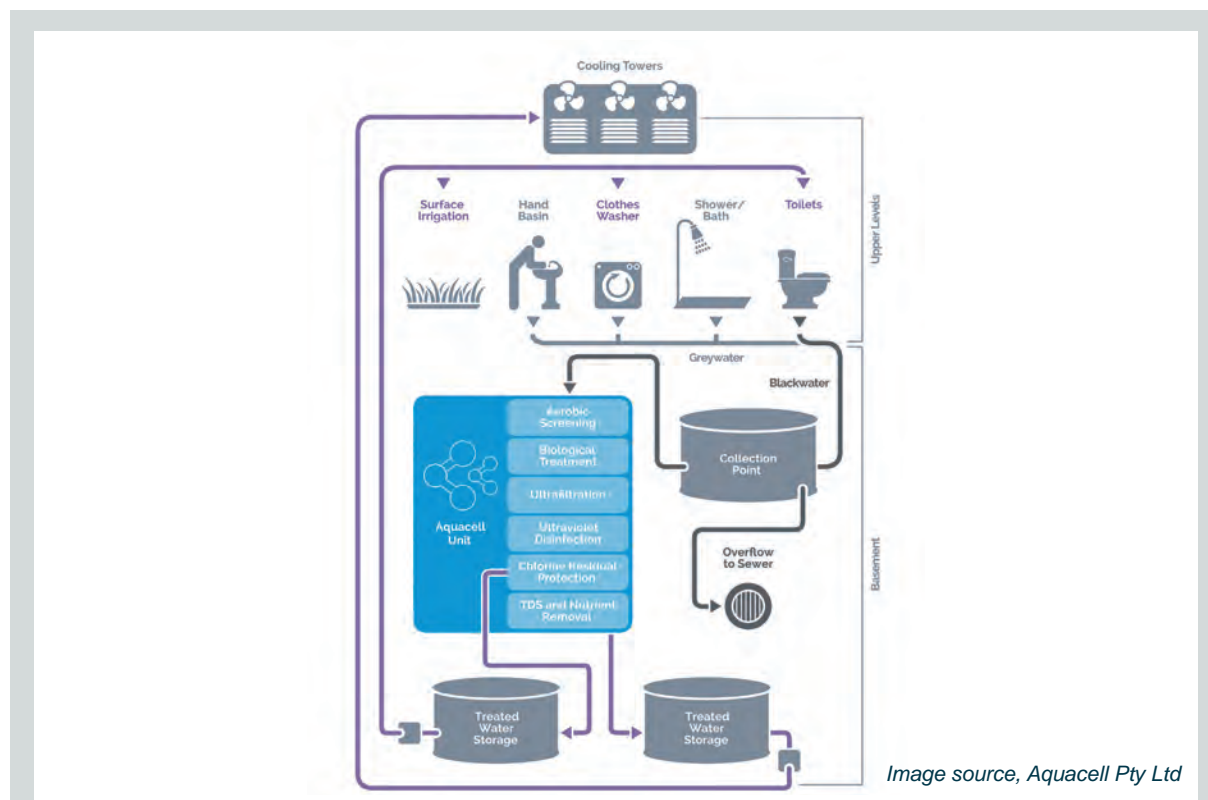 Cooling Towers
Surface
Irrigation
Hand
Basin
Clothes
Washer
Shower/
Bath
Toilets
Upper Levels
Greywater
Blackwater
Aerobic
Screening
Biological
Treatment
Ultrafiltration
Ultraviolet
Disinfection
Chlorine Residual
Protection
TDS and Nutrient
Removal
Aquacell
Unit
Collection
Point
Overflow
to Sewer
Basement
Treated
Water
Storage
Treated
Water
Storage
Image source, Aquacell Pty Ltd